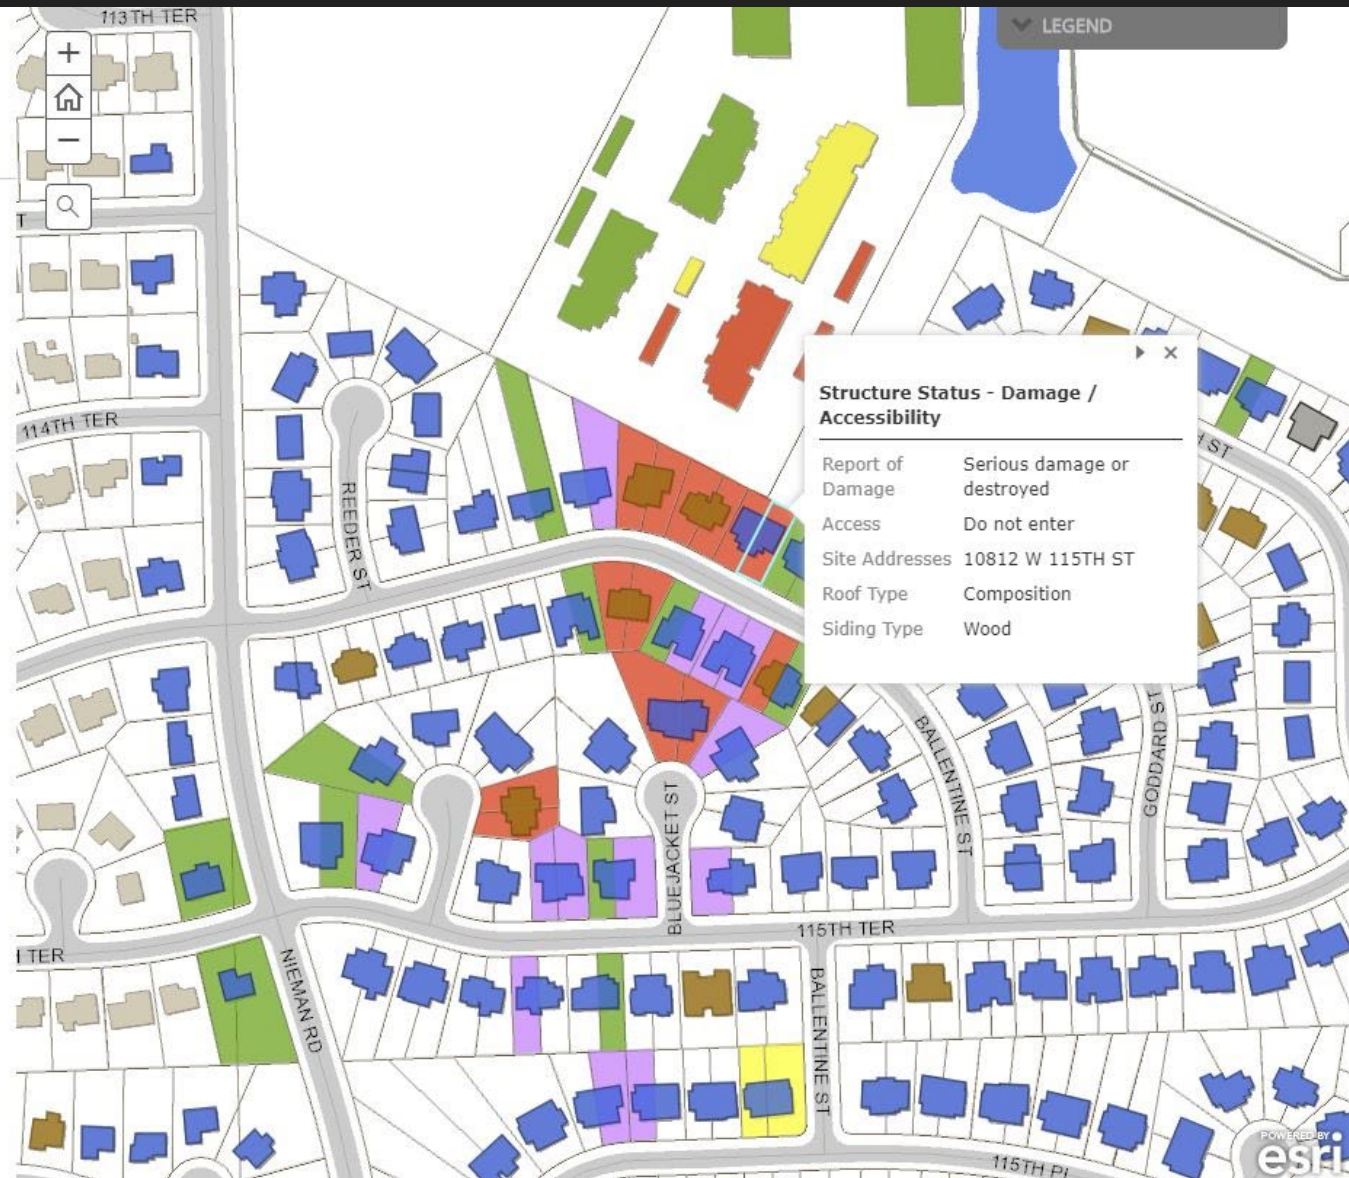 113TH TER
LEGEND
+
−
T
114TH TER
REEDER ST
Structure Status - Damage /
Accessibility
Report of Damage Serious damage or destroyed
Access Do not enter
Site Addresses 10812 W 115TH ST
Roof Type Composition
Siding Type Wood
ST
BALLENTINE ST
GODDARD ST
BLUEJACKET ST
115TH TER
TER
NIEMAN RD
BALLENTINE ST
115TH PL
POWERED BY
esri